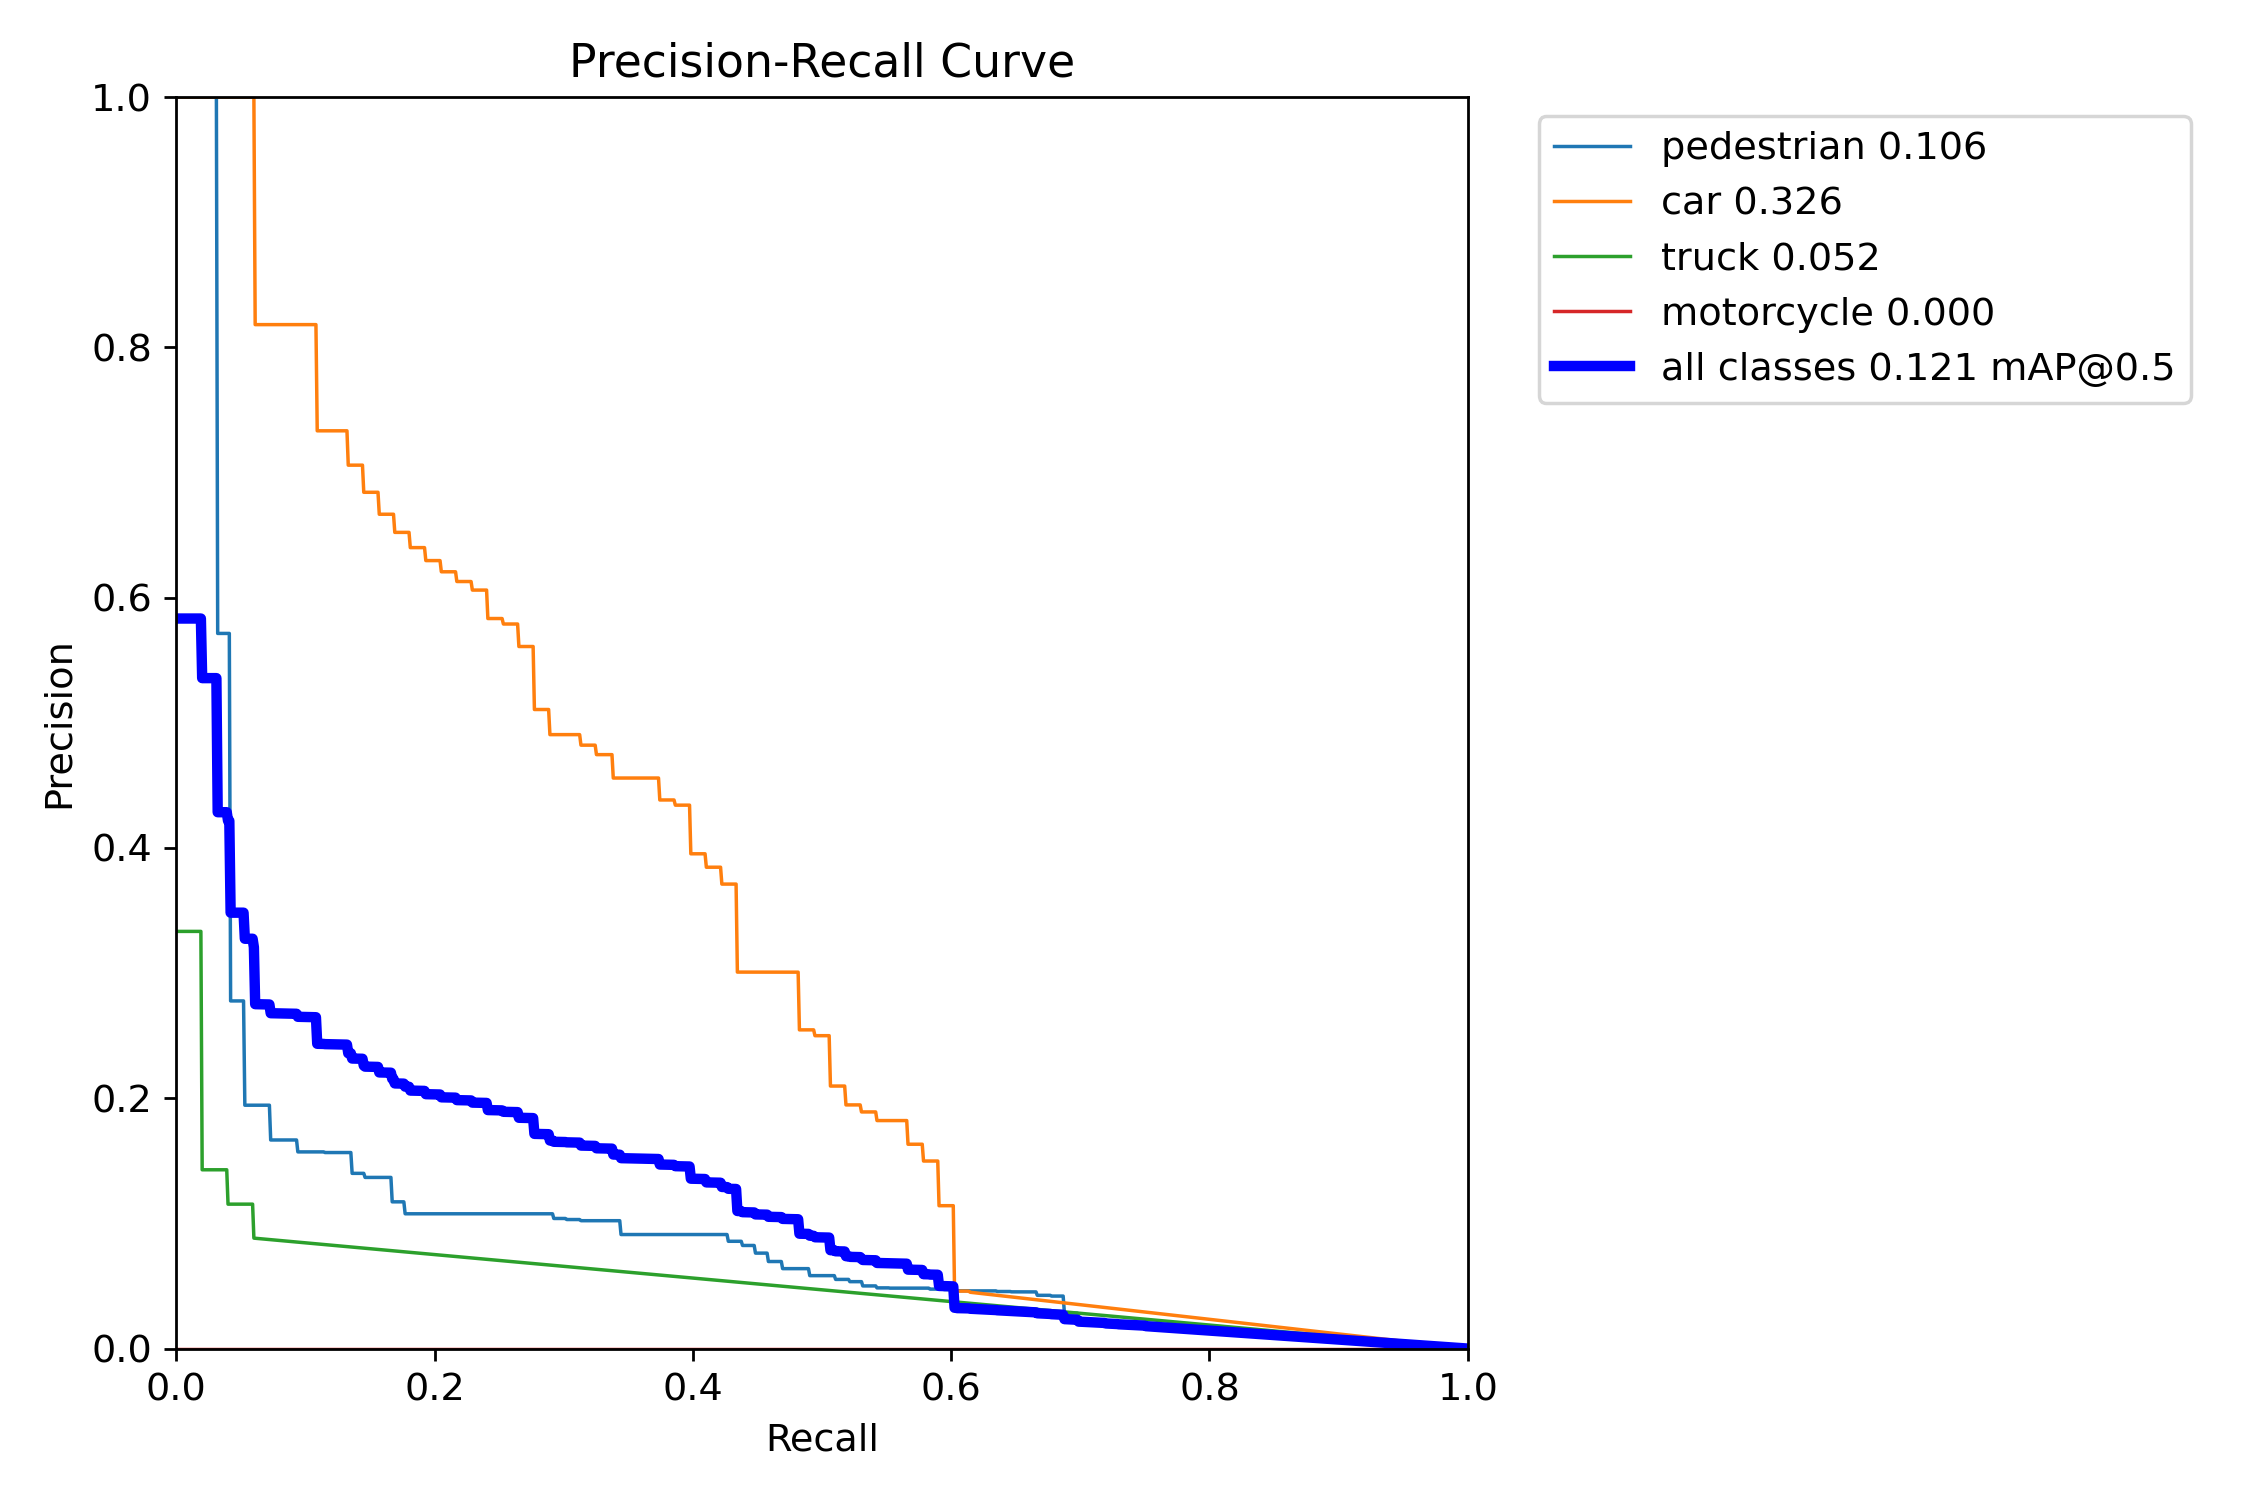 Precision-Recall Curve
1.0
0.8
0.6
0.4
0.2
0.0
Precision
0.0 0.2 0.4 0.6 0.8 1.0
Recall
pedestrian 0.106
car 0.326
truck 0.052
motorcycle 0.000
all classes 0.121 mAP@0.5